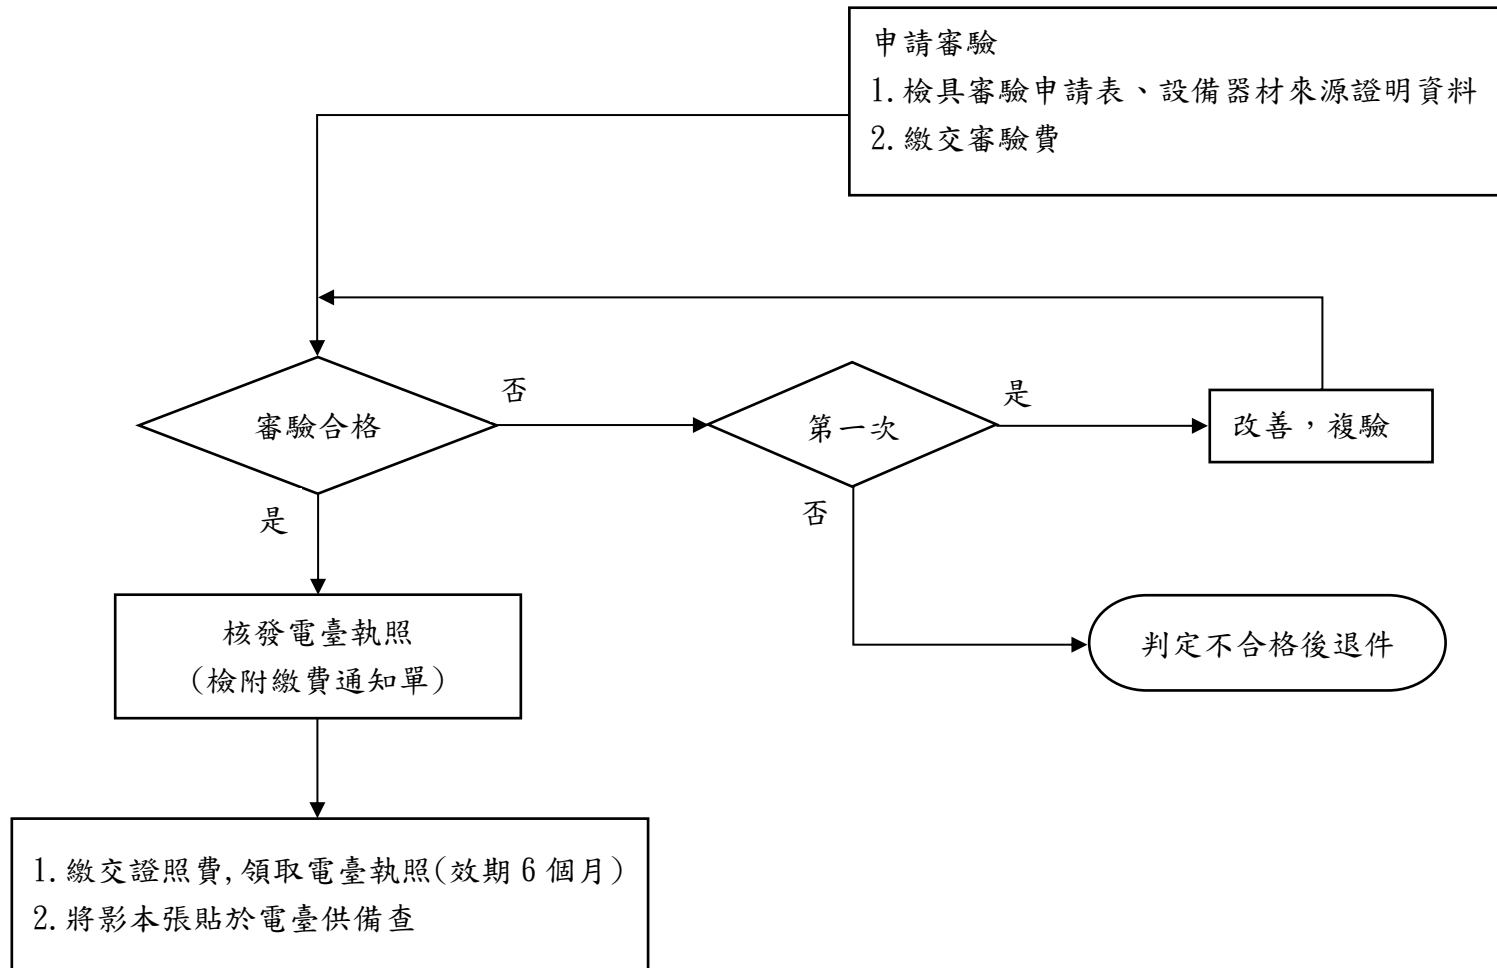 申請審驗
1.檢具審驗申請表、設備器材來源證明資料
2.繳交審驗費
審驗合格
否
第一次
是
改善，複驗
是
否
核發電臺執照
(檢附繳費通知單)
判定不合格後退件
1.繳交證照費,領取電臺執照(效期6個月)
2.將影本張貼於電臺供備查